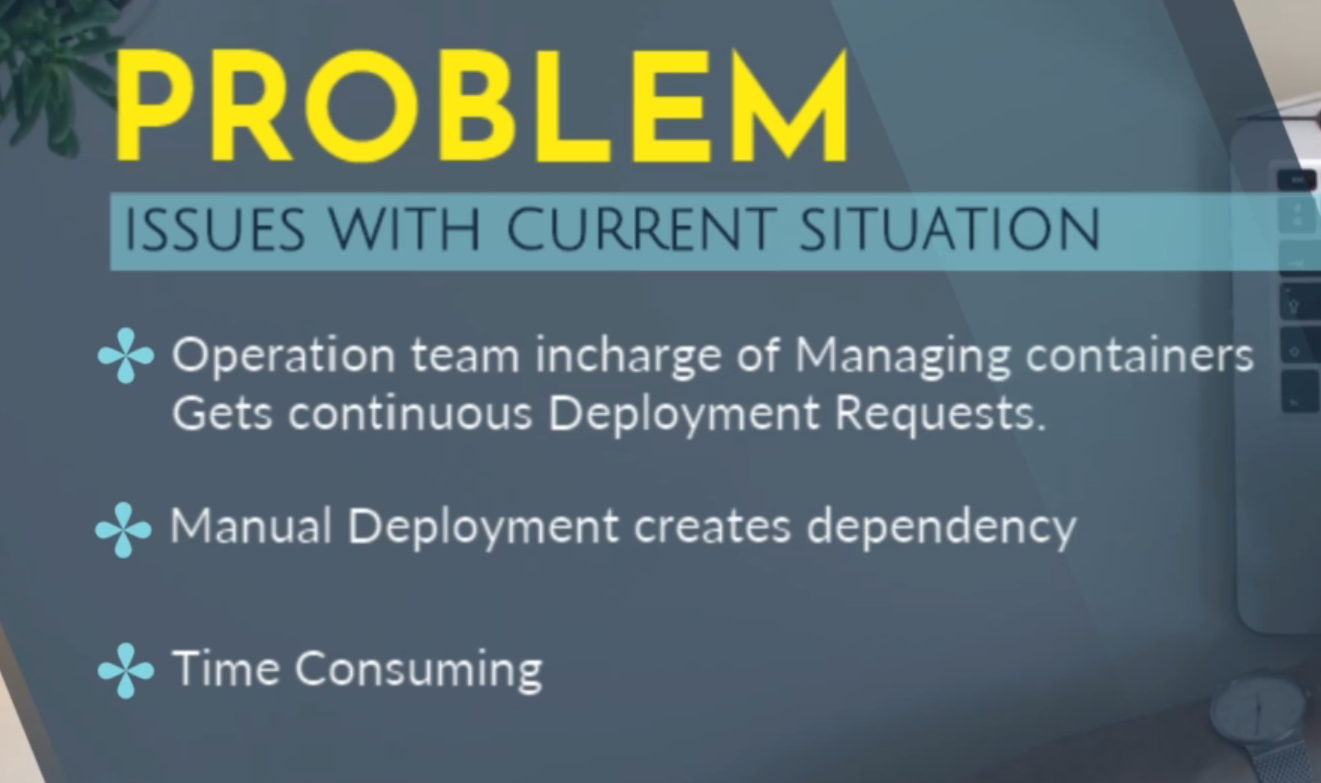 PROBLEM
ISSUES WITH CURRENT SITUATION
Operation team incharge of Managing containers
Gets continuous Deployment Requests.
Manual Deployment creates dependency
Time Consuming